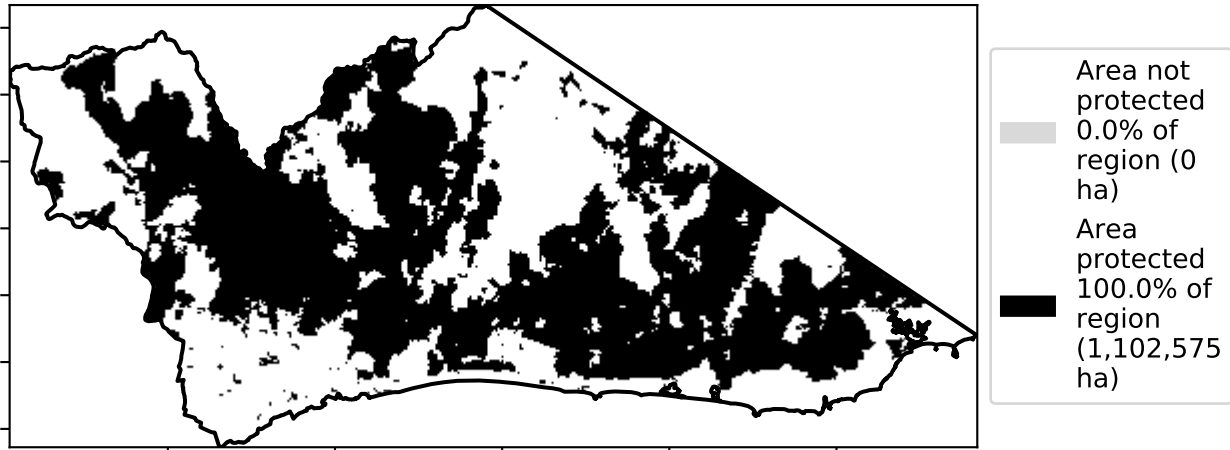 Area not
protected
0.0% of
region (0
ha)
Area
protected
100.0% of
region
(1,102,575
ha)